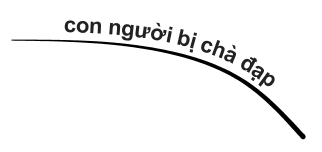 con người bị chà đạp